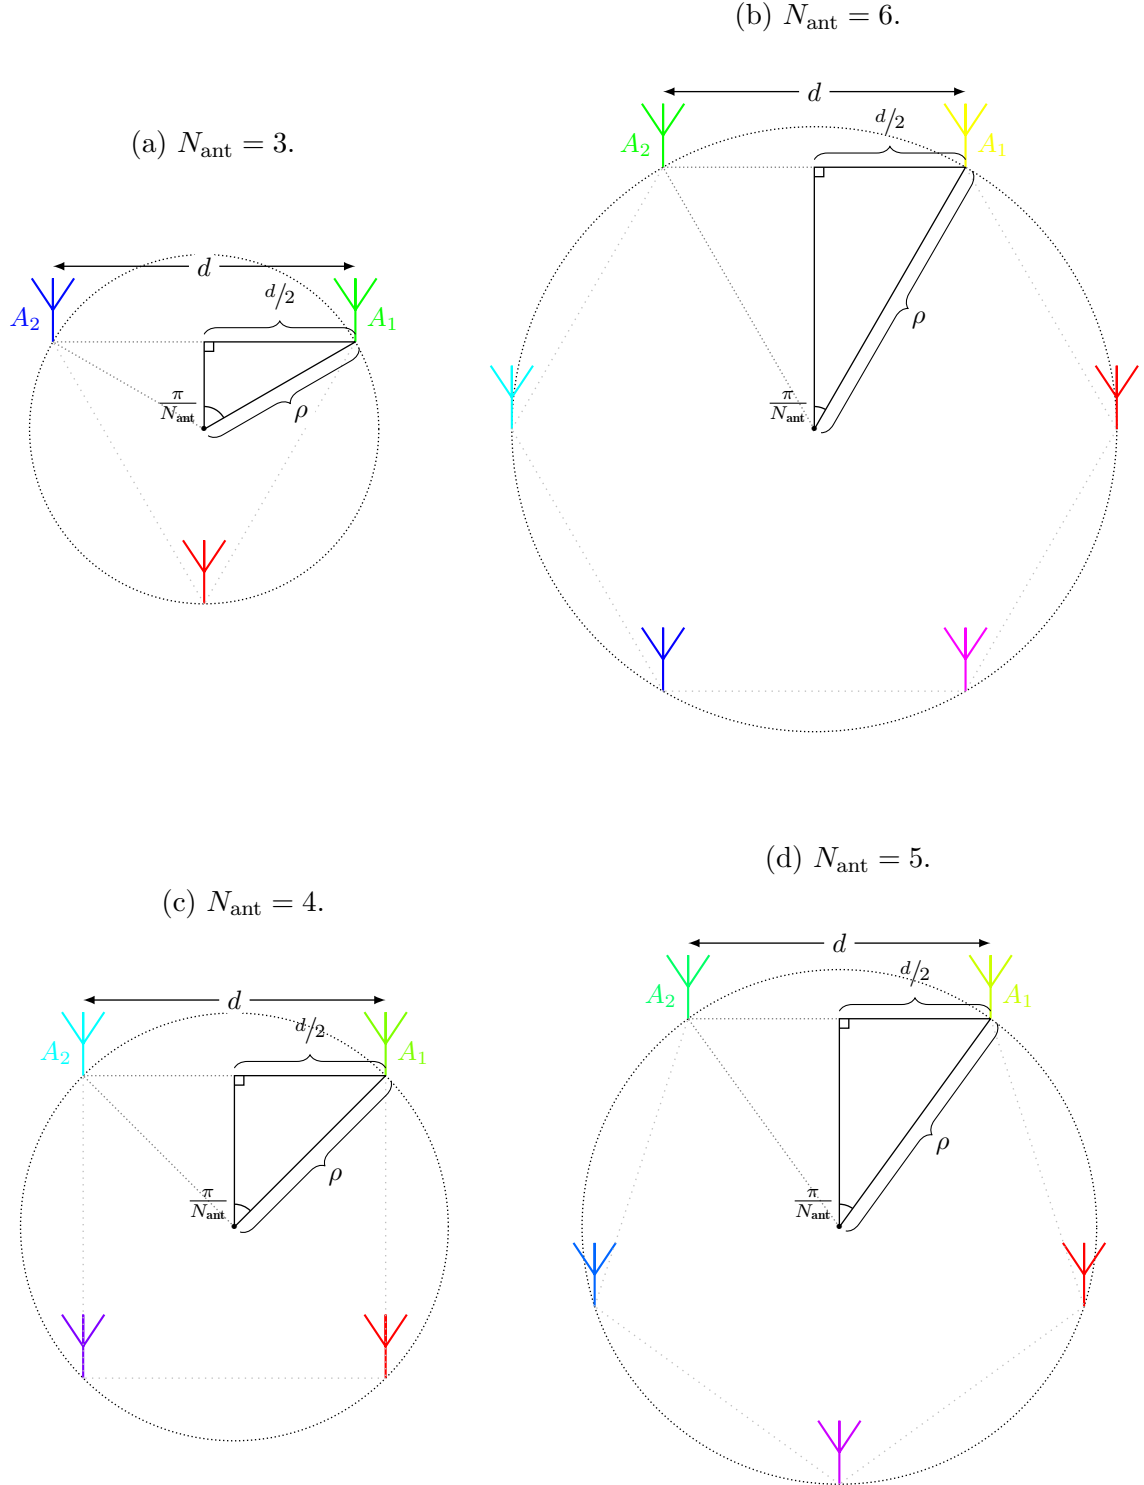 (a) N_ant = 3.
d
d/2
A_2
A_1
π/N_ant
ρ
(b) N_ant = 6.
d
d/2
A_2
A_1
π/N_ant
ρ
(c) N_ant = 4.
d
d/2
A_2
A_1
π/N_ant
ρ
(d) N_ant = 5.
d
d/2
A_2
A_1
π/N_ant
ρ